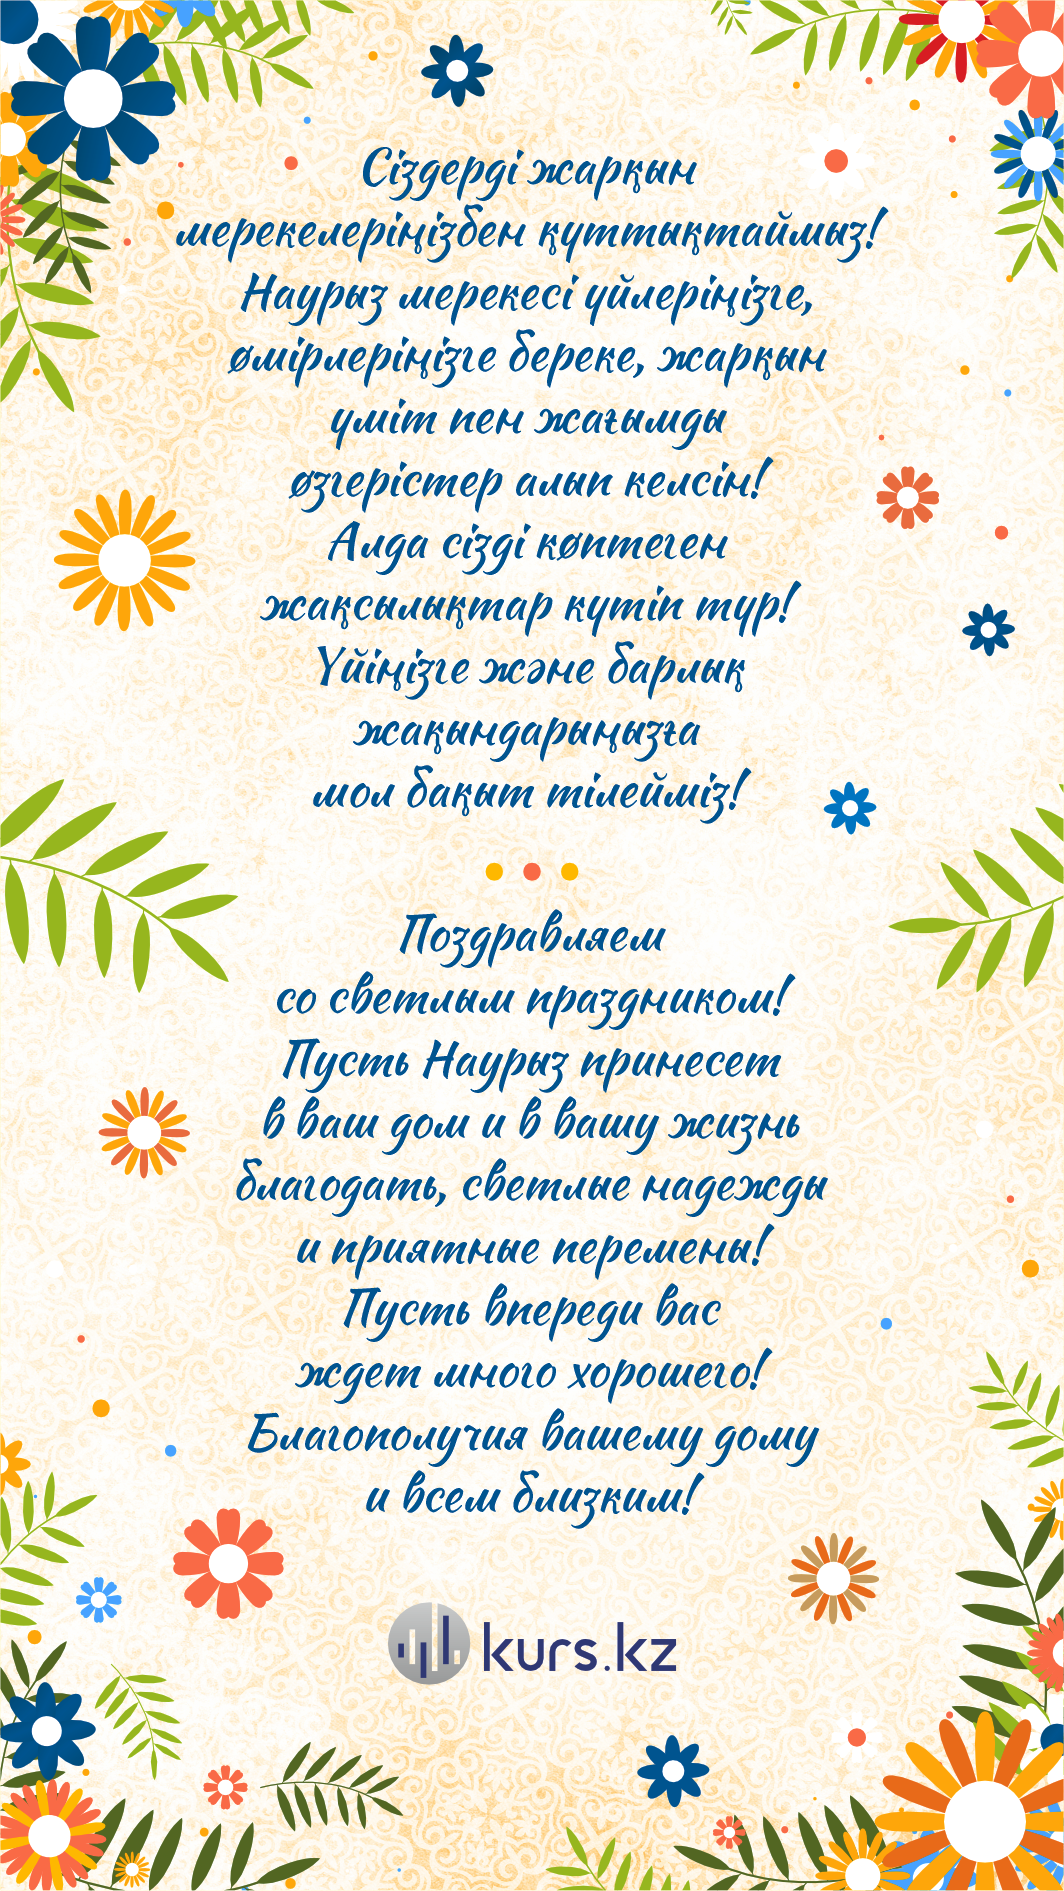 Сіздерді жарқын
мерекелеріңізбен құттықтаймыз!
Наурыз мерекесі үйлеріңізге,
өмірлеріңізге береке, жарқын
үміт пен жағымды
өзгерістер алып келсін!
Алда сізді көптеген
жақсылықтар күтіп тұр!
Үйіңізге және барлық
жақындарыңызға
мол бақыт тілейміз!
Поздравляем
со светлым праздником!
Пусть Наурыз принесет
в ваш дом и в вашу жизнь
благодать, светлые надежды
и приятные перемены!
Пусть впереди вас
ждет много хорошего!
Благополучия вашему дому
и всем близким!
kurs.kz